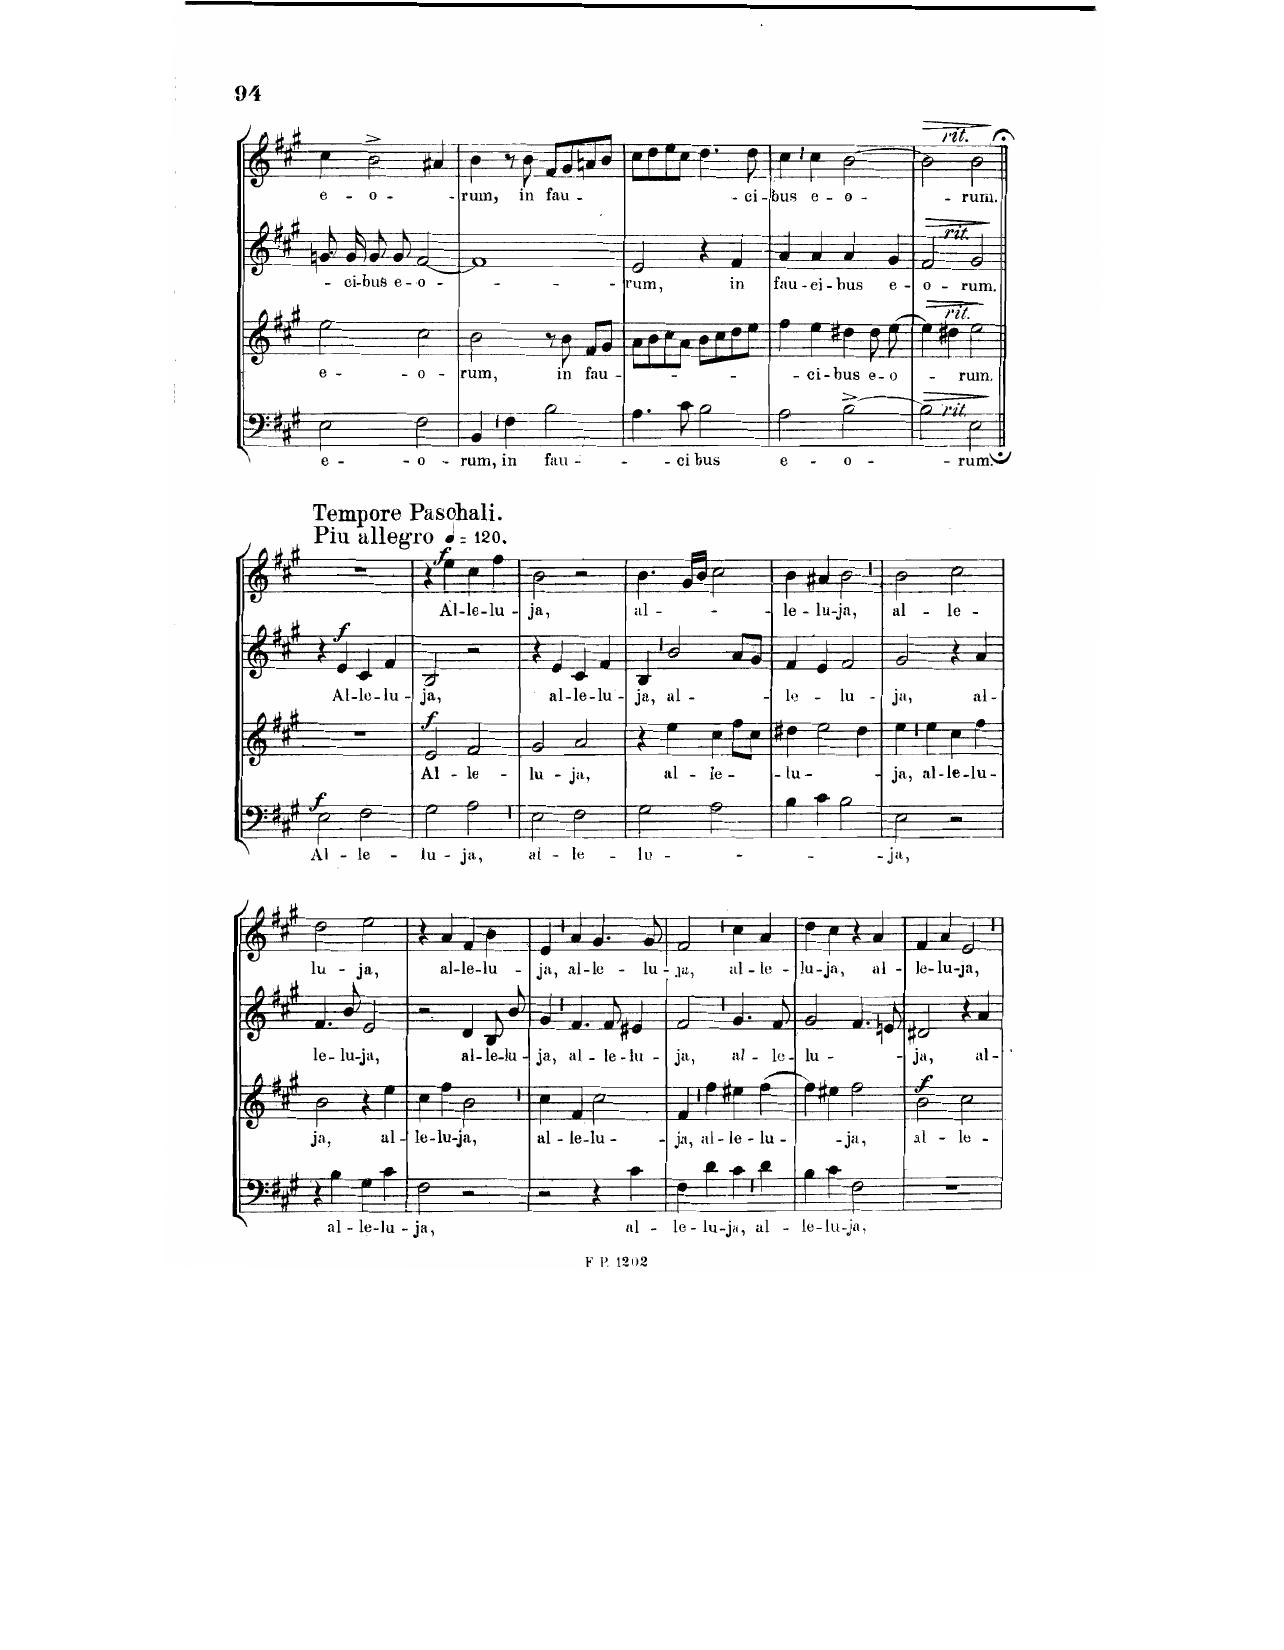 94
rit.
e - o - - rum, in fau - - ci - bus e - o - - rum.
rit.
- ci - bus e - o - - - - rum, in fau - ci - bus e - o - rum.
rit.
e - - o - rum, in fau - - - - ci - bus e - o - rum.
rit.
e - - o - rum, in fau - - - ci bus e - o - - rum.
Tempore Paschali.
Piu allegro ♩ = 120.
f
Al - le - lu - ja, al - - - le - lu - ja, al - le -
f
Al - le - lu - ja, al - le - lu - ja, al - - le - lu - ja, al -
f
Al - le - lu - ja, al - le - - lu - - ja, al - le - lu -
f
Al - le - lu - ja, al - le - lu - - - - ja,
lu - ja, al - le - lu - ja, al - le - lu - ja, al - le - lu - ja, al - le - lu - ja,
le - lu - ja, al - le - lu - ja, al - le - lu - ja, al - le - lu - - ja, al -
f
ja, al - le - lu - ja, al - le - lu - - ja, al - le - lu - - ja, al - le -
al - le - lu - ja, al - le - lu - ja, al - le - lu - ja,
F. P. 1202